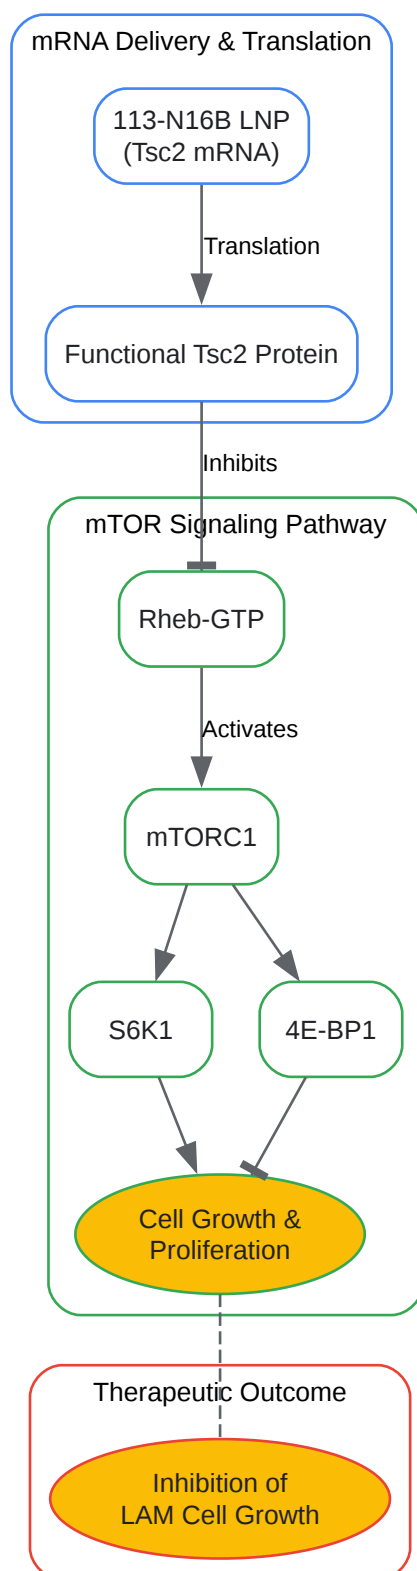 mRNA Delivery & Translation
113-N16B LNP
(Tsc2 mRNA)
Translation
Functional Tsc2 Protein
Inhibits
mTOR Signaling Pathway
Rheb-GTP
Activates
mTORC1
S6K1
4E-BP1
Cell Growth &
Proliferation
Therapeutic Outcome
Inhibition of
LAM Cell Growth